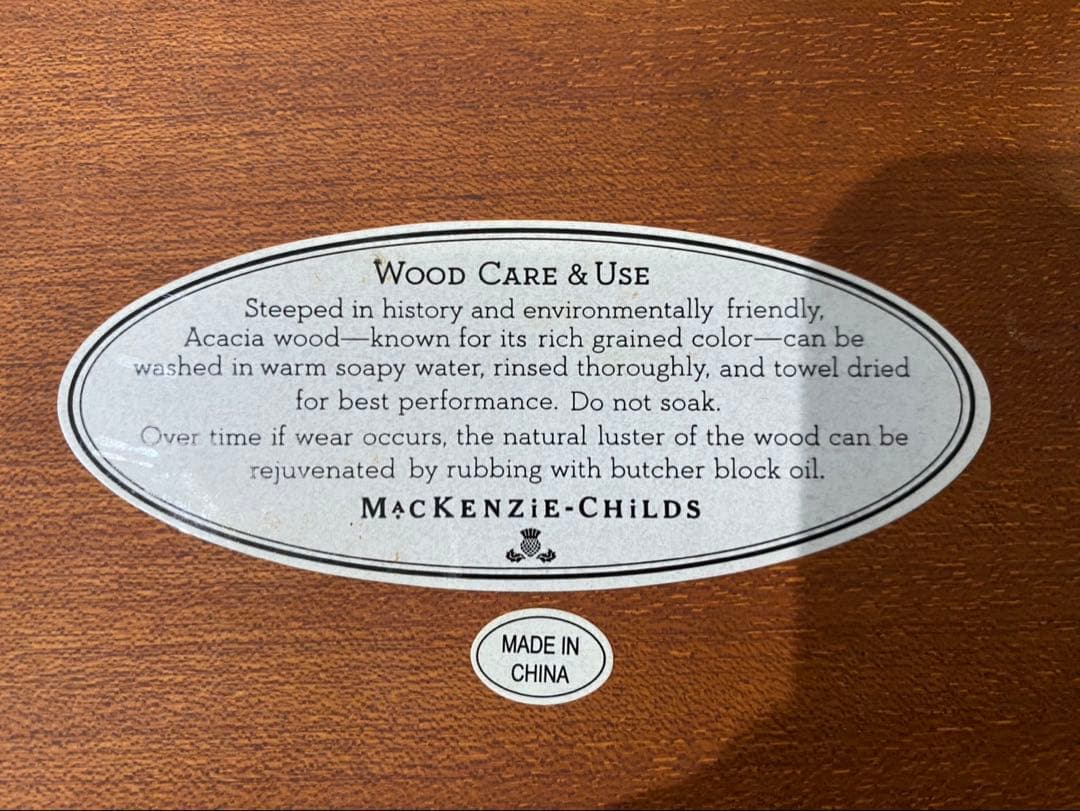 WOOD CARE & USE
Steeped in history and environmentally friendly,
Acacia wood—known for its rich grained color—can be
washed in warm soapy water, rinsed thoroughly, and towel dried
for best performance. Do not soak.
Over time if wear occurs, the natural luster of the wood can be
rejuvenated by rubbing with butcher block oil.
MACKENZiE-CHiLDS
MADE IN
CHINA